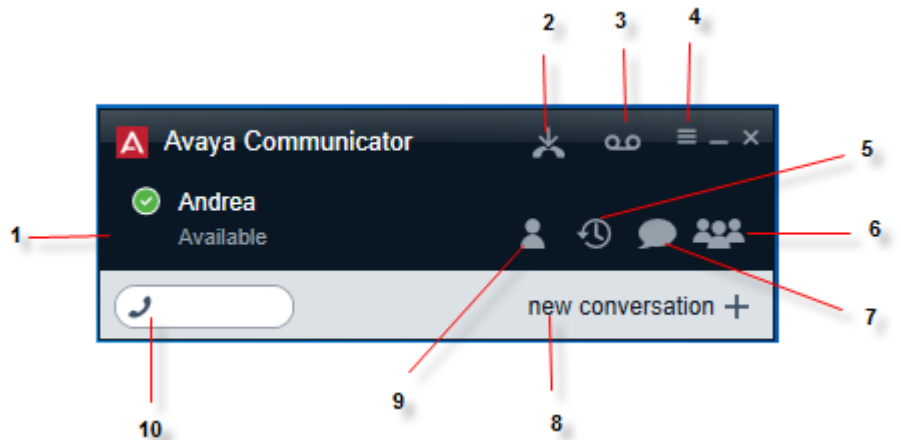 2
3
4
Avaya Communicator
5
Andrea
1
Available
6
new conversation
7
9
8
10